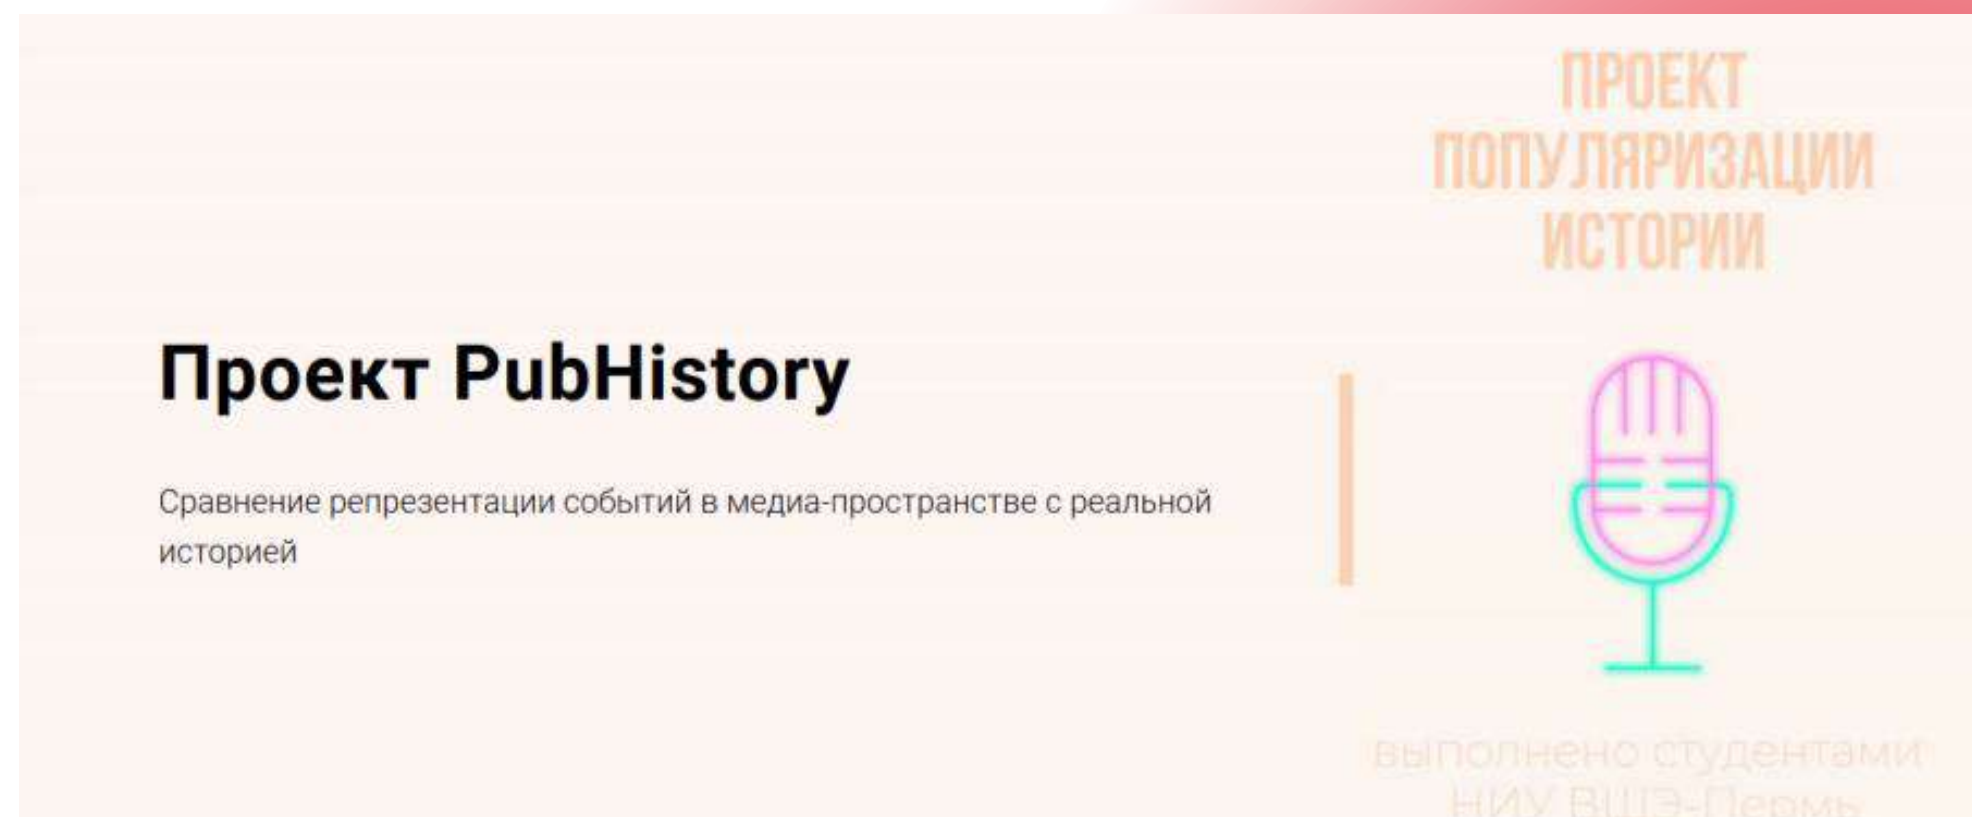 ПРОЕКТ
ПОПУЛЯРИЗАЦИИ
ИСТОРИИ
Проект PubHistory
Сравнение репрезентации событий в медиа-пространстве с реальной
историей
выполнено студентами
НИУ ВШЭ-Пермь